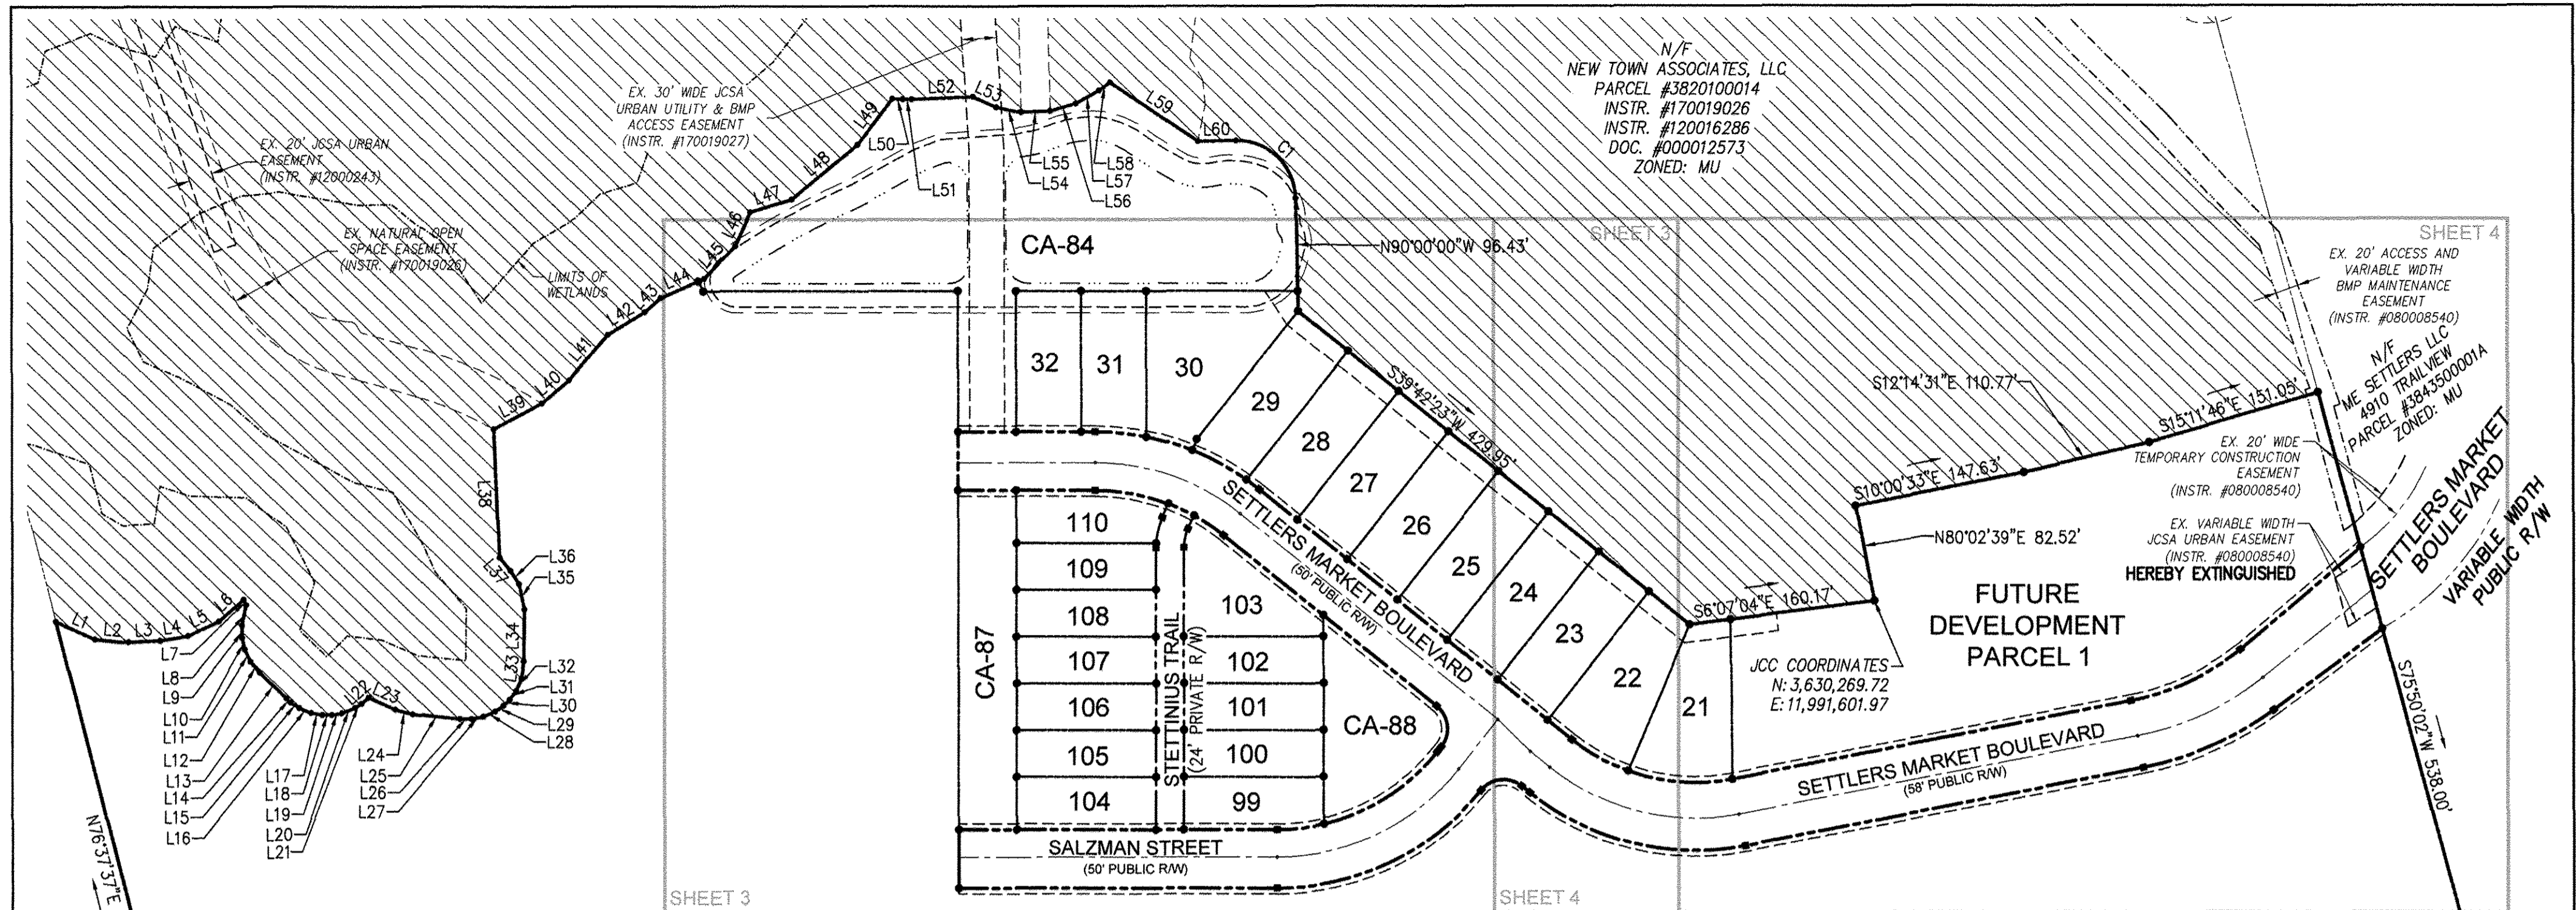 N/F
NEW TOWN ASSOCIATES, LLC
PARCEL #3820100014
INSTR. #170019026
INSTR. #120016286
DOC. #000012573
ZONED: MU
EX. 30' WIDE JCSA
URBAN UTILITY & BMP
ACCESS EASEMENT
(INSTR. #170019027)
EX. 20' JCSA URBAN
EASEMENT
(INSTR. #12000243)
EX. NATURAL OPEN
SPACE EASEMENT
(INSTR. #170019026)
LIMITS OF
WETLANDS
L52
L53
L49
L50
L51
L48
L47
L46
L45
L44
L43
L42
L41
L40
L39
L38
L55
L54
L58
L57
L56
L59
L60
C1
CA-84
N90°00'00"W 96.43'
SHEET 3
SHEET 4
EX. 20' ACCESS AND
VARIABLE WIDTH
BMP MAINTENANCE
EASEMENT
(INSTR. #080008540)
N/F
ME SETTLERS LLC
4910 TRAILVIEW
PARCEL #3843500001A
ZONED: MU
32
31
30
29
28
27
26
25
24
23
22
21
S39°42'23"W 429.95'
S12°14'31"E 110.77'
S15°11'46"E 151.05'
S10°00'33"E 147.63'
N80°02'39"E 82.52'
S6°07'04"E 160.17'
EX. 20' WIDE
TEMPORARY CONSTRUCTION
EASEMENT
(INSTR. #080008540)
EX. VARIABLE WIDTH
JCSA URBAN EASEMENT
(INSTR. #080008540)
HEREBY EXTINGUISHED
SETTLERS MARKET
BOULEVARD
VARIABLE WIDTH
PUBLIC R/W
FUTURE
DEVELOPMENT
PARCEL 1
JCC COORDINATES
N: 3,630,269.72
E: 11,991,601.97
SETTLERS MARKET BOULEVARD
(50' PUBLIC R/W)
SETTLERS MARKET BOULEVARD
(58' PUBLIC R/W)
S75°50'02"W 538.00'
L36
L37
L35
L34
L33
L32
L31
L30
L29
L28
L1
L2
L3
L4
L5
L6
L7
L8
L9
L10
L11
L12
L13
L14
L15
L16
L17
L18
L19
L20
L21
L22
L23
L24
L25
L26
L27
N76°37'37"E
CA-87
110
109
108
107
106
105
104
STETTINIUS TRAIL
(24' PRIVATE R/W)
103
102
101
100
99
CA-88
SALZMAN STREET
(50' PUBLIC R/W)
SHEET 3
SHEET 4